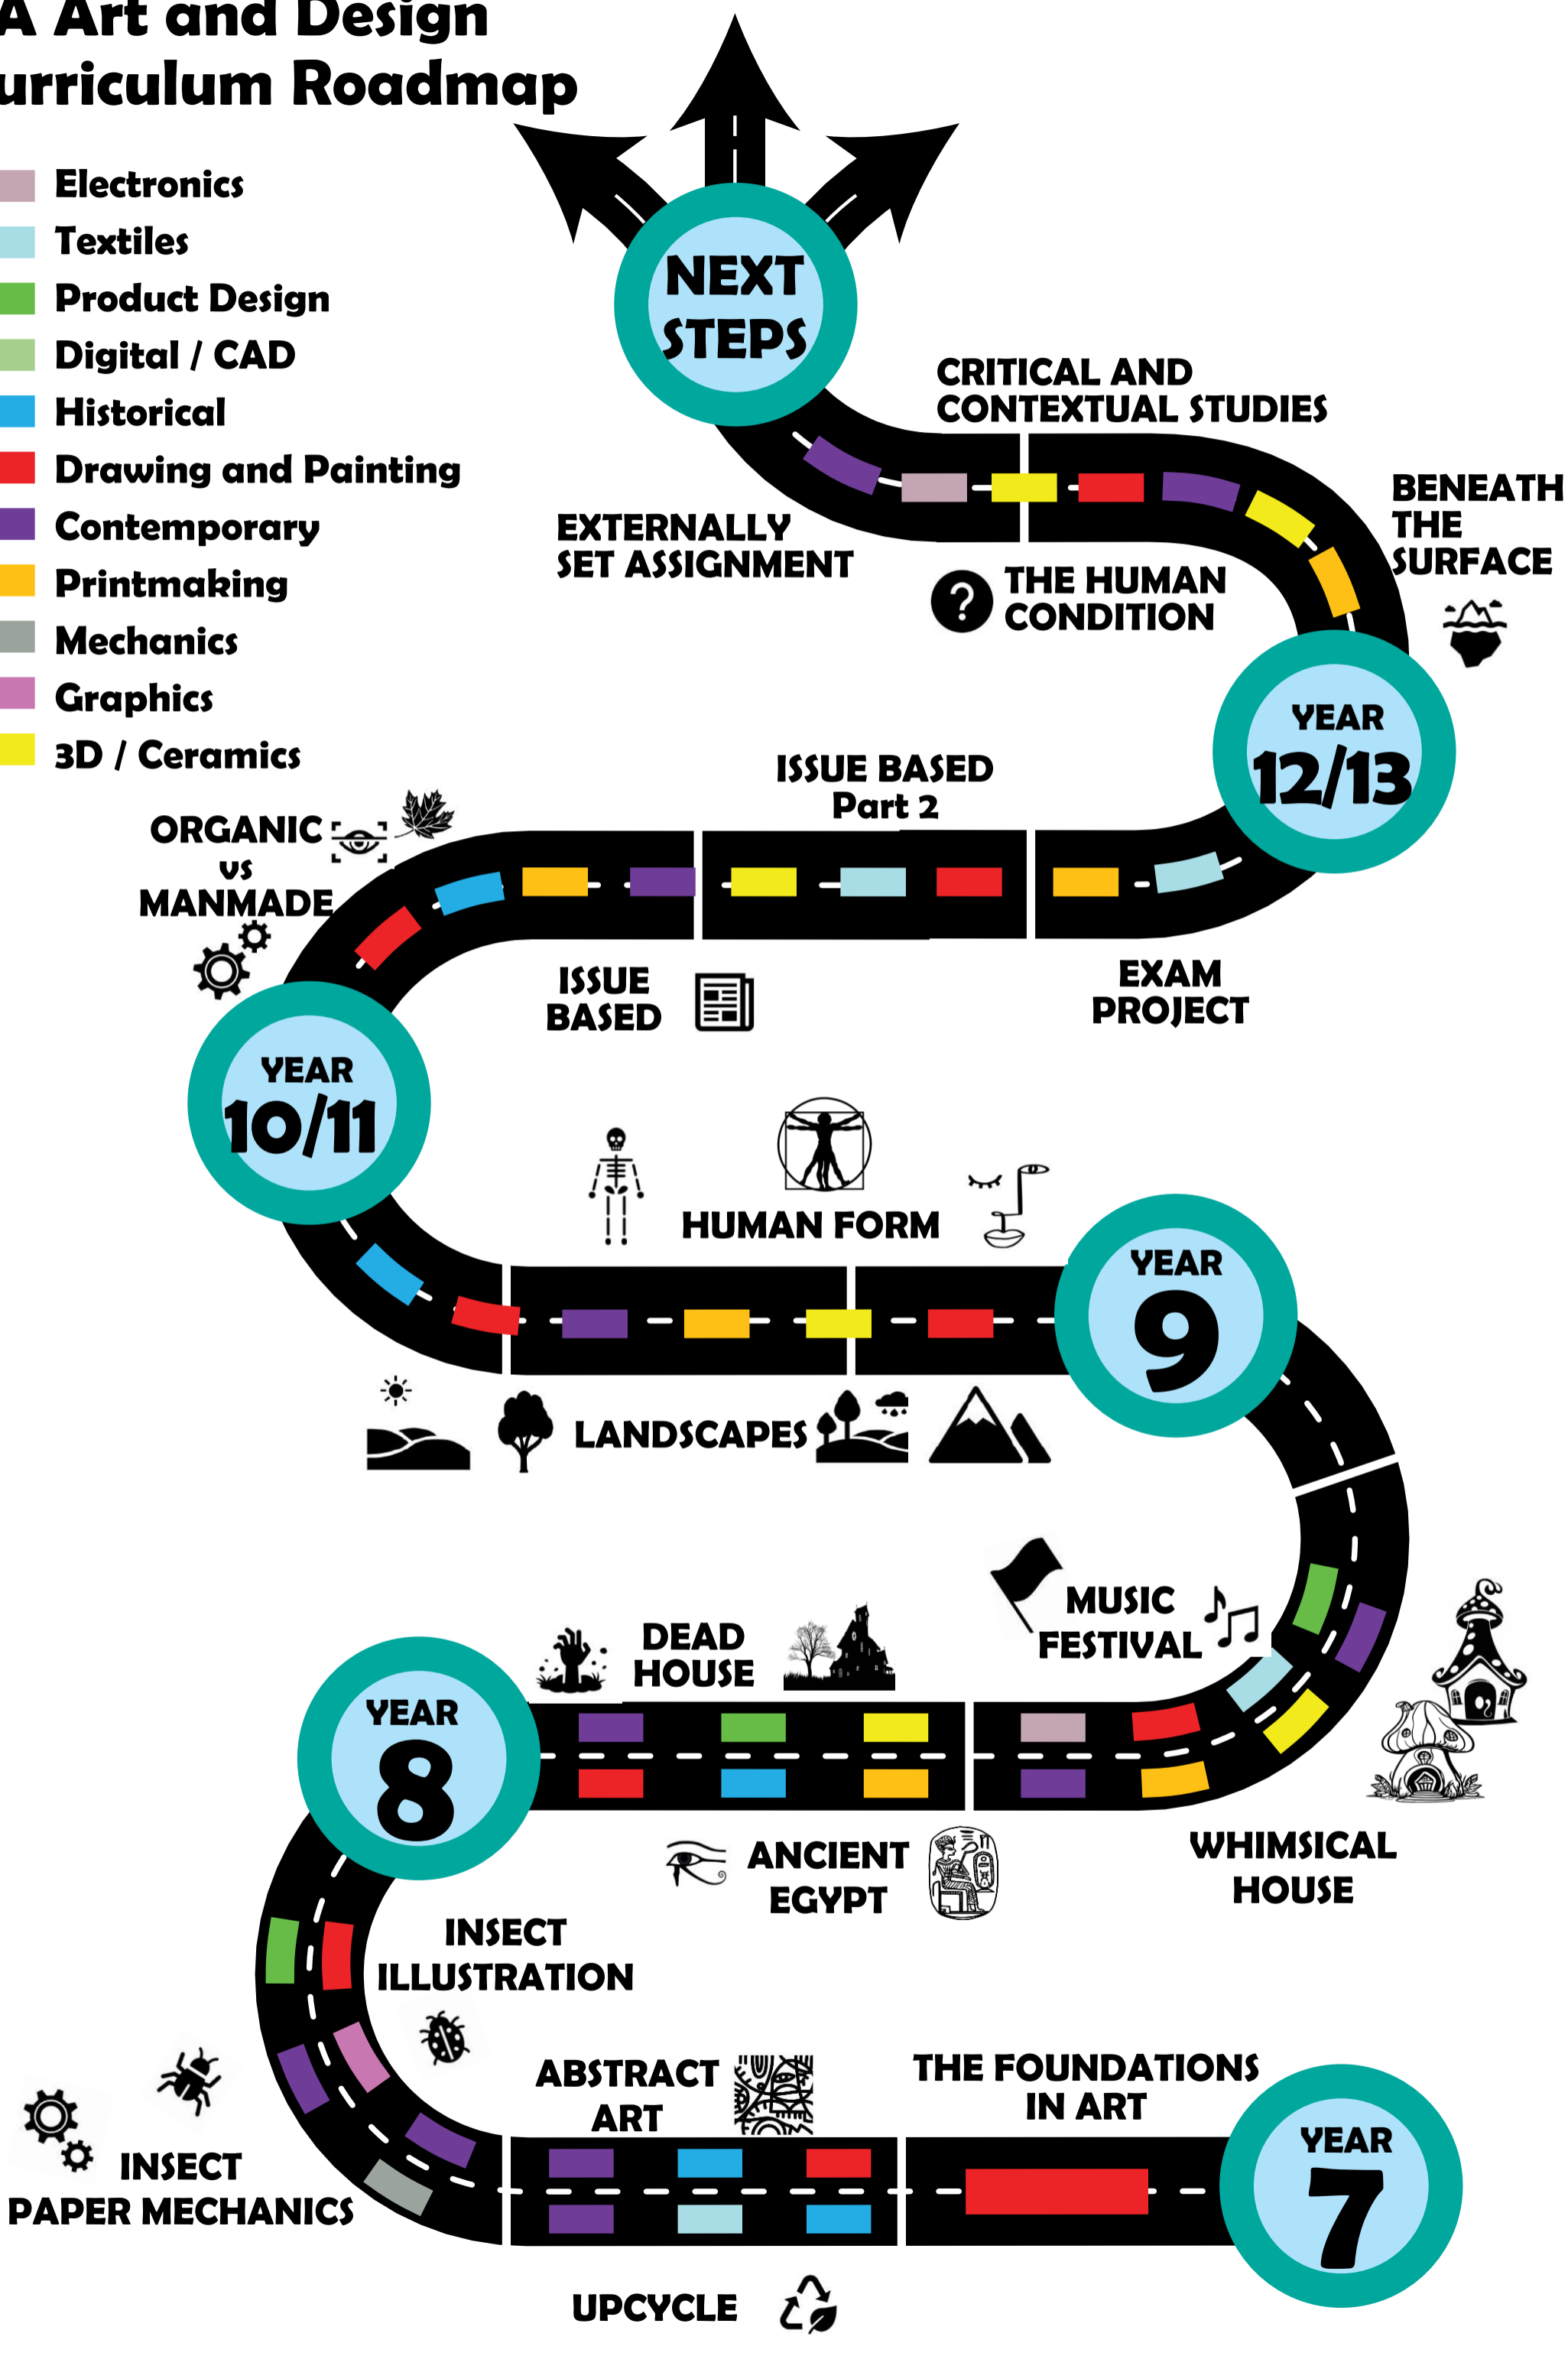 A Art and Design
urriculum Roadmap
Electronics
Textiles
Product Design
Digital / CAD
Historical
Drawing and Painting
Contemporary
Printmaking
Mechanics
Graphics
3D / Ceramics
NEXT
STEPS
CRITICAL AND
CONTEXTUAL STUDIES
BENEATH
THE
SURFACE
EXTERNALLY
SET ASSIGNMENT
?
THE HUMAN
CONDITION
YEAR
12/13
ISSUE BASED
Part 2
ORGANIC
vs
MANMADE
ISSUE
BASED
EXAM
PROJECT
YEAR
10/11
HUMAN FORM
YEAR
9
LANDSCAPES
MUSIC
FESTIVAL
DEAD
HOUSE
YEAR
8
ANCIENT
EGYPT
WHIMSICAL
HOUSE
INSECT
ILLUSTRATION
ABSTRACT
ART
THE FOUNDATIONS
IN ART
YEAR
7
INSECT
PAPER MECHANICS
UPCYCLE